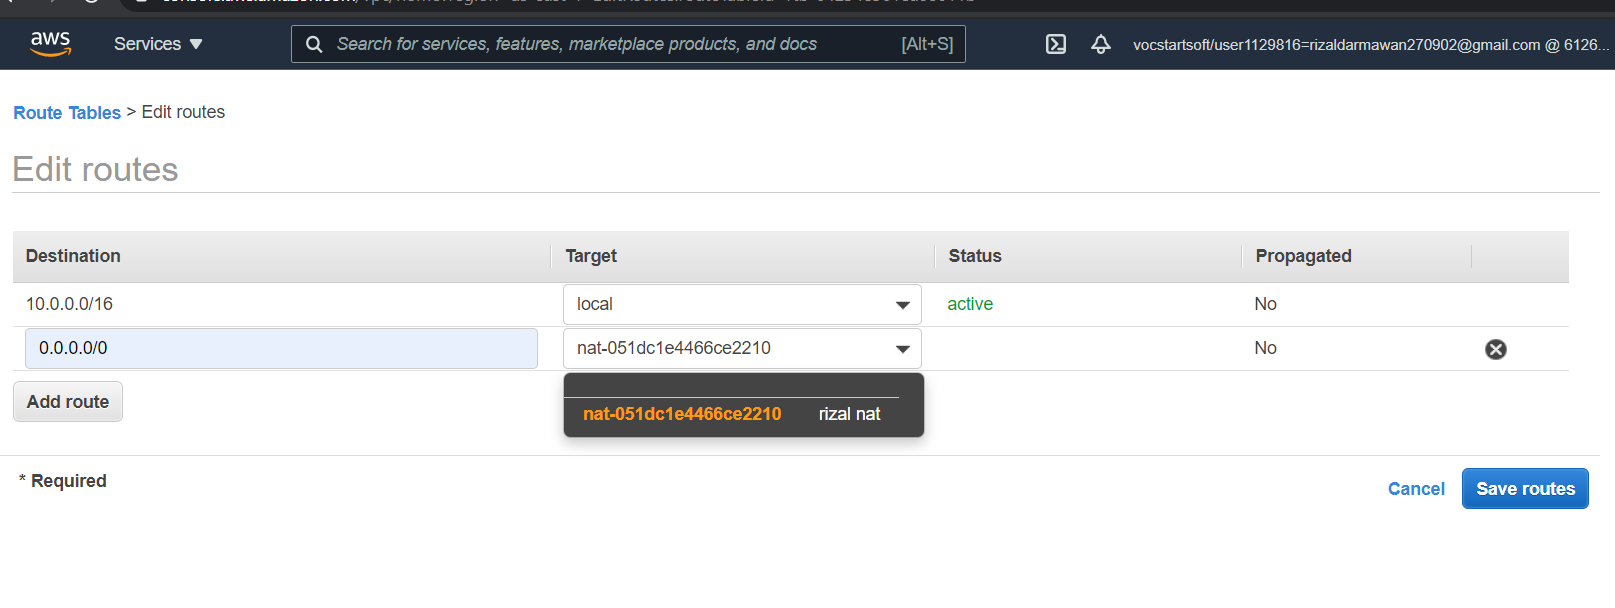 aws
Services
Search for services, features, marketplace products, and docs
[Alt+S]
vocstartsoft/user1129816=rizaldarmawan270902@gmail.com @ 6126...
Route Tables > Edit routes
Edit routes
Destination Target Status Propagated
10.0.0.0/16 local active No
0.0.0.0/0 nat-051dc1e4466ce2210 No
nat-051dc1e4466ce2210 rizal nat
Add route
* Required
Cancel Save routes